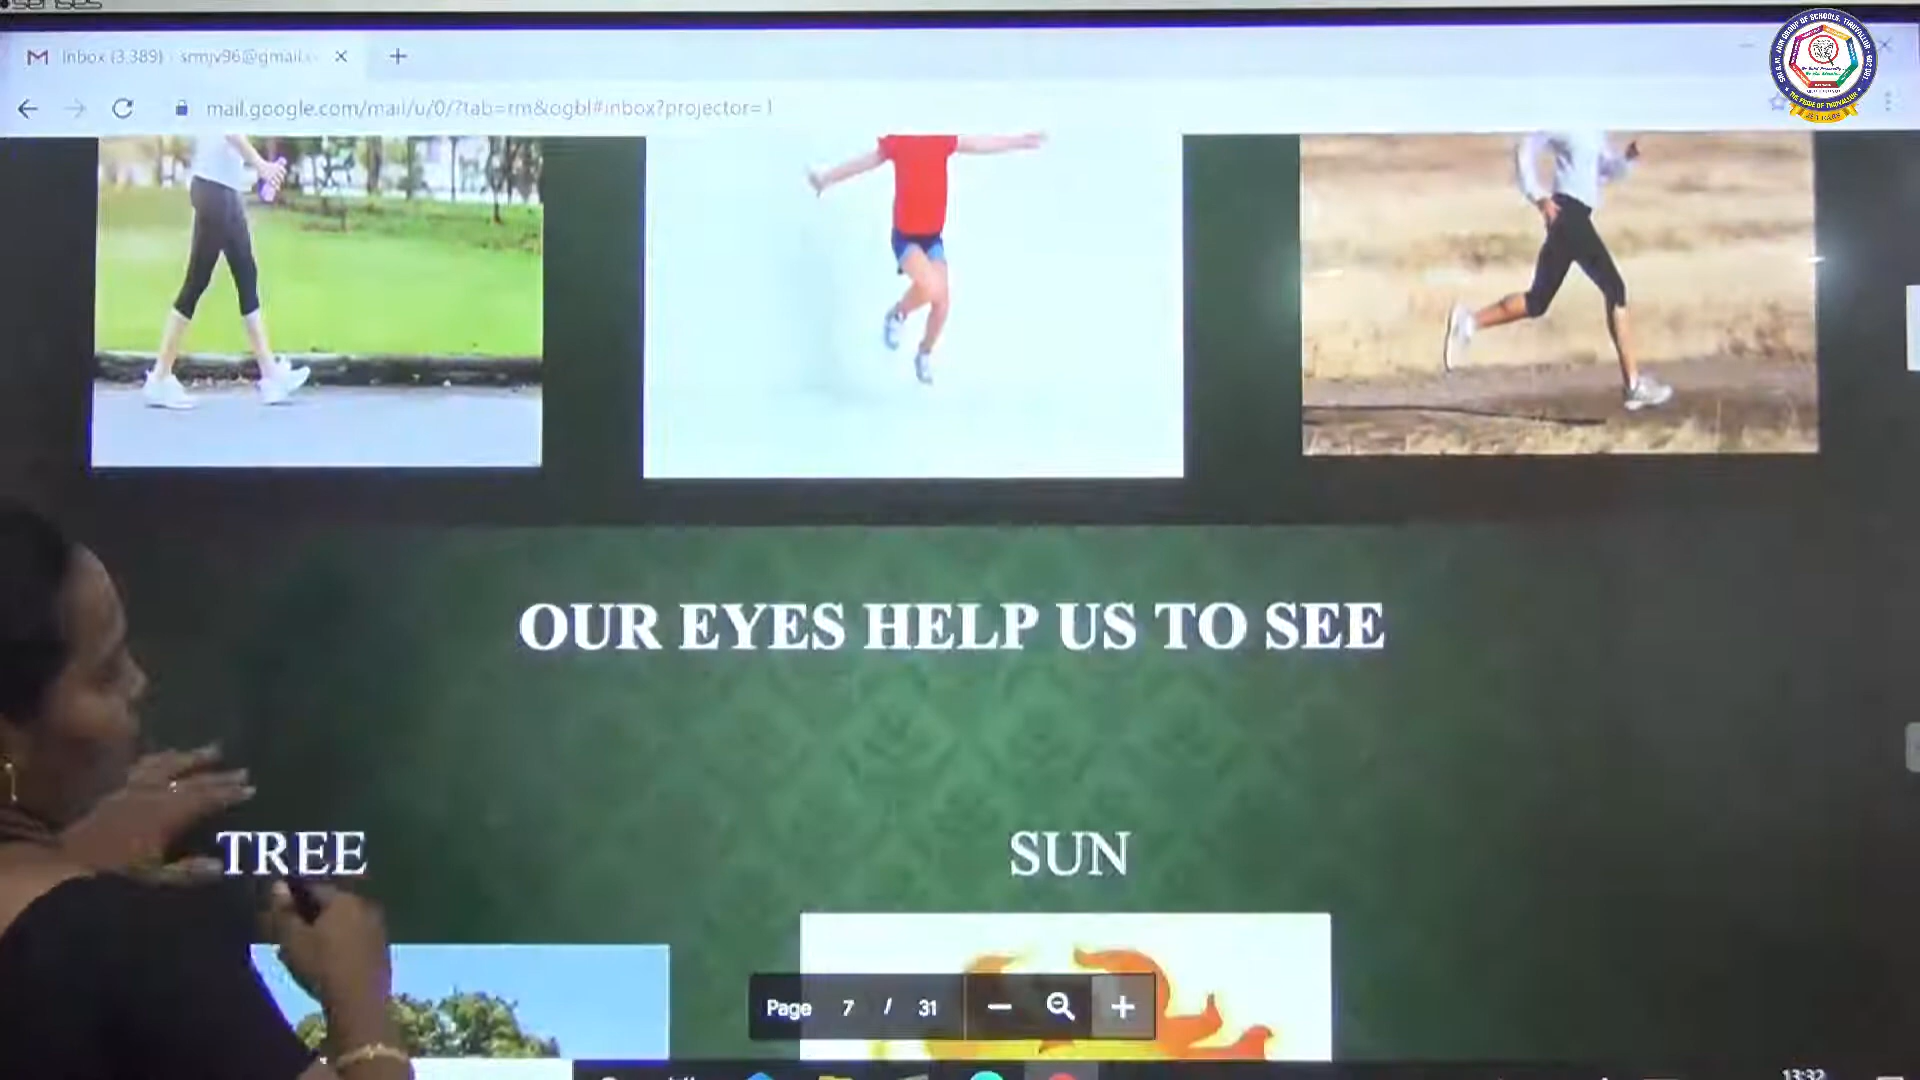 Inbox (3,389)
mail.google.com/mail/u/0/?tab=rm&ogbl#inbox?projector=1
OUR EYES HELP US TO SEE
TREE
SUN
Page 7 / 31
13:32